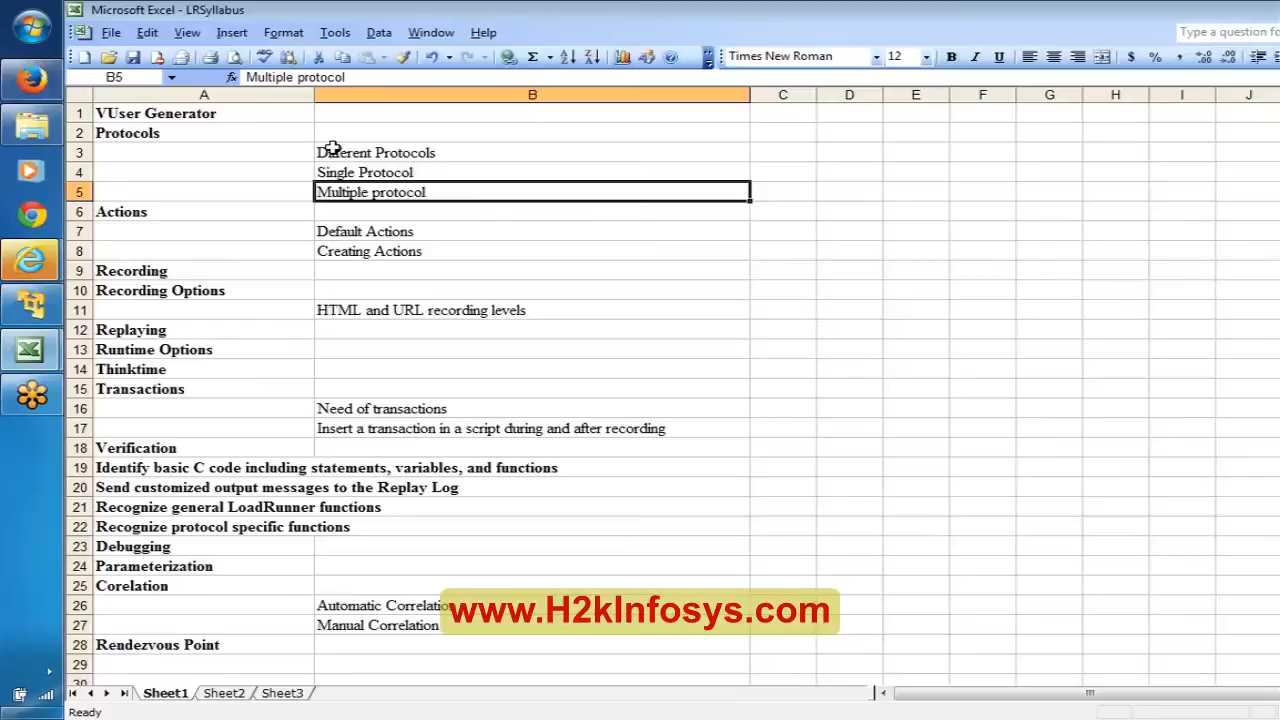 Microsoft Excel - LRSyllabus
File Edit View Insert Format Tools Data Window Help
Type a question fo
Times New Roman 12 B I U $ %
B5 fx Multiple protocol
A B C D E F G H I J
1 VUser Generator
2 Protocols
3 Different Protocols
4 Single Protocol
5 Multiple protocol
6 Actions
7 Default Actions
8 Creating Actions
9 Recording
10 Recording Options
11 HTML and URL recording levels
12 Replaying
13 Runtime Options
14 Thinktime
15 Transactions
16 Need of transactions
17 Insert a transaction in a script during and after recording
18 Verification
19 Identify basic C code including statements, variables, and functions
20 Send customized output messages to the Replay Log
21 Recognize general LoadRunner functions
22 Recognize protocol specific functions
23 Debugging
24 Parameterization
25 Corelation
26 Automatic Correlatio
27 Manual Correlation
www.H2kInfosys.com
28 Rendezvous Point
29
30
Sheet1 Sheet2 Sheet3
Ready